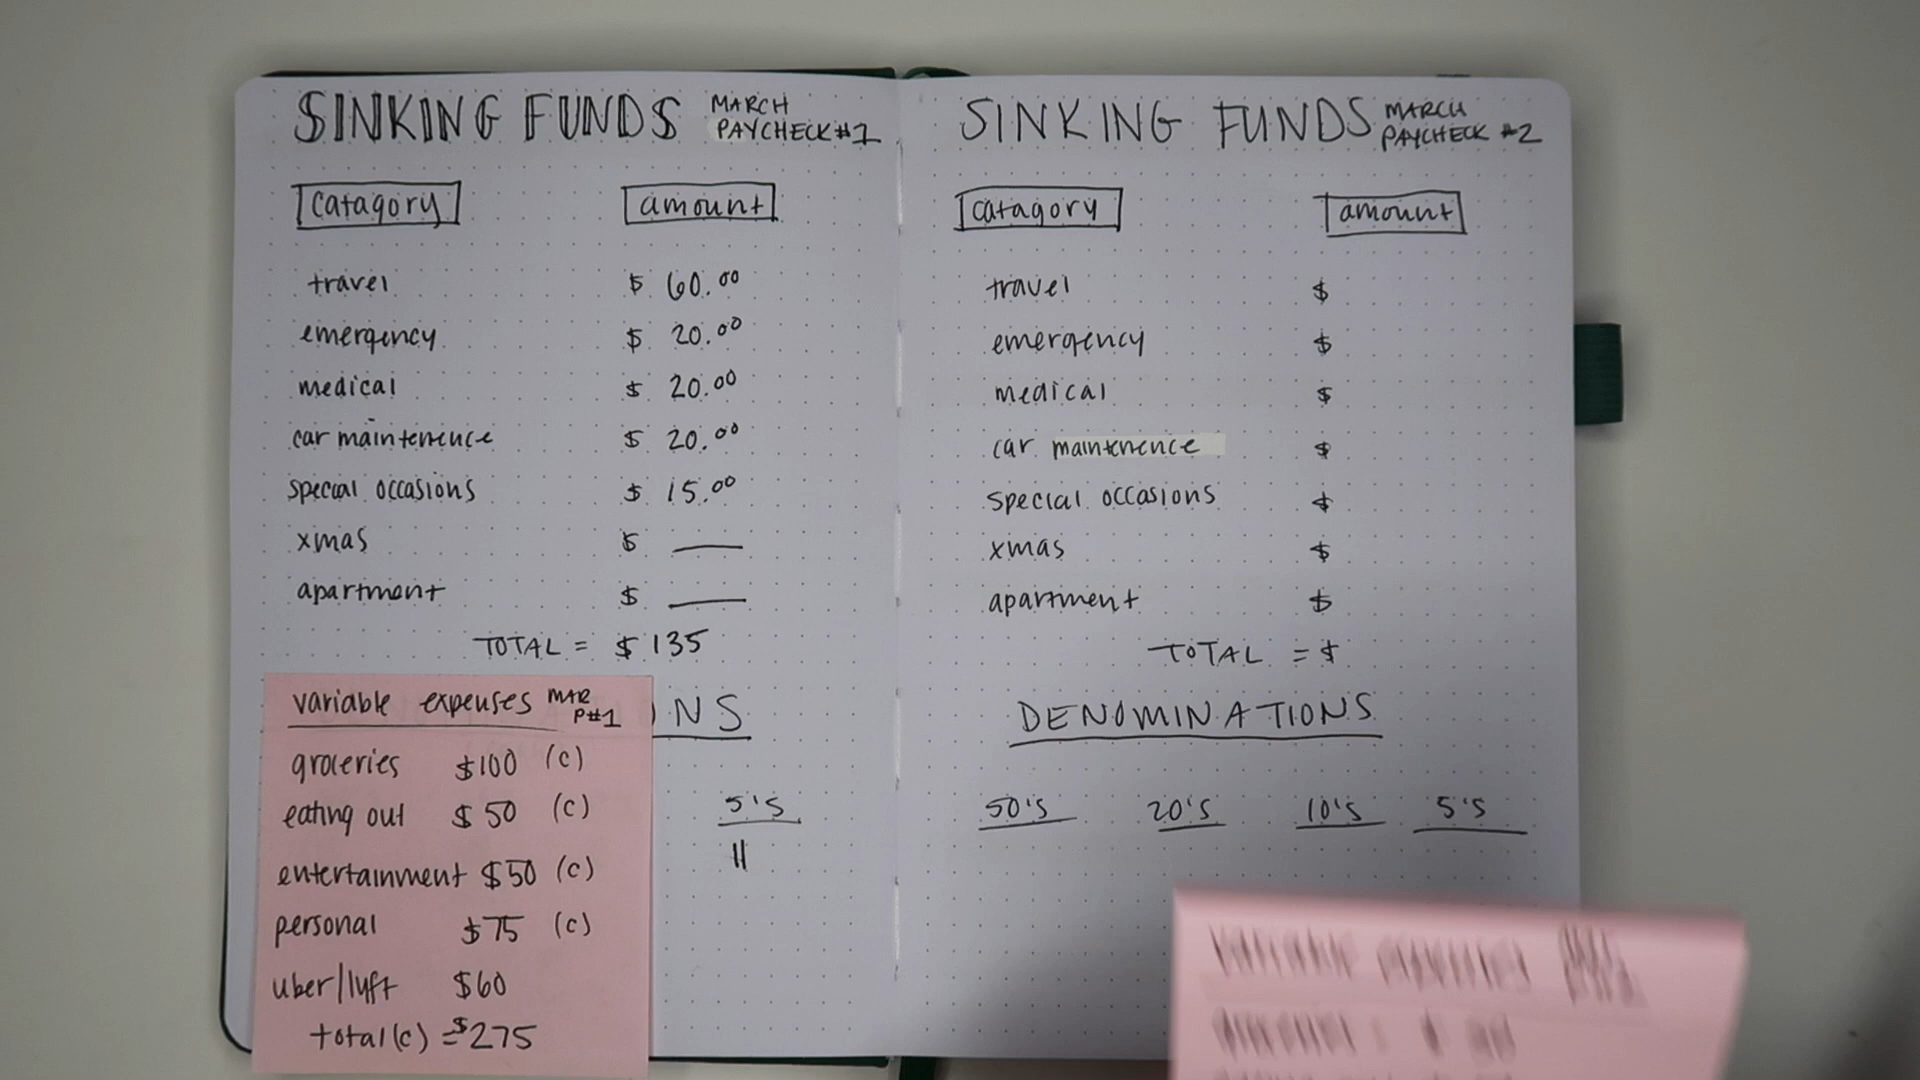 SINKING FUNDS MARCH PAYCHECK #1
catagory amount
travel $ 60.00
emergency $ 20.00
medical $ 20.00
car maintenence $ 20.00
special occasions $ 15.00
xmas $ —
apartment $ —
TOTAL = $ 135
NS
5'S
II
variable expenses MAR P#1
groceries $100 (c)
eating out $50 (c)
entertainment $50 (c)
personal $75 (c)
uber/lyft $60
total(c) = $275
SINKING FUNDS MARCH PAYCHECK #2
catagory amount
travel $
emergency $
medical $
car maintenence $
special occasions $
xmas $
apartment $
TOTAL = $
DENOMINATIONS
50'S 20'S 10'S 5'S